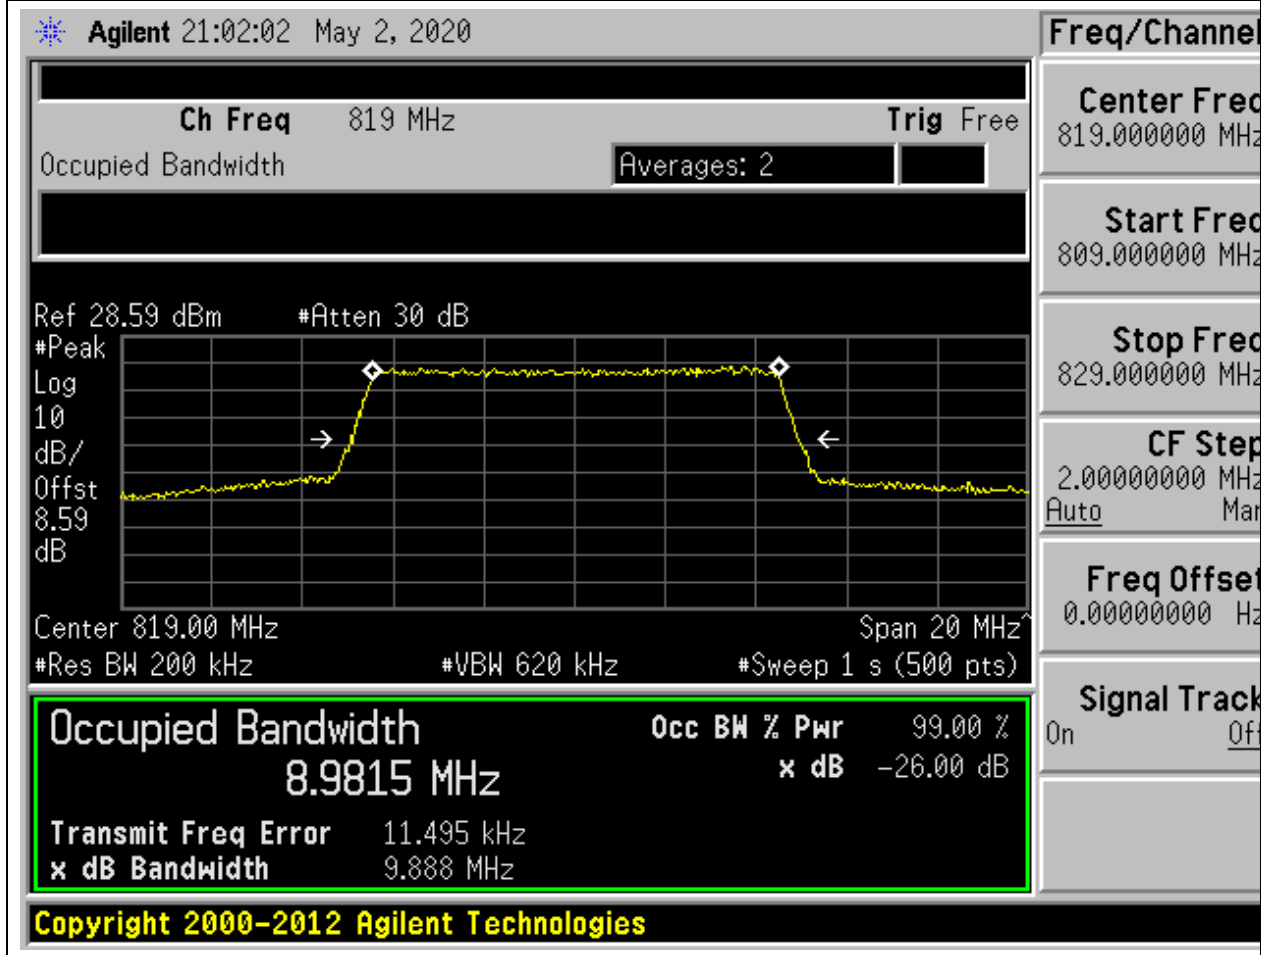 Agilent 21:02:02 May 2, 2020
Freq/Channel
Ch Freq 819 MHz Trig Free
Occupied Bandwidth Averages: 2
Center Freq
819.000000 MHz
Start Freq
809.000000 MHz
Stop Freq
829.000000 MHz
CF Step
2.00000000 MHz
Auto Man
Freq Offset
0.00000000 Hz
Signal Track
On Off
Ref 28.59 dBm #Atten 30 dB
#Peak
Log
10
dB/
Offst
8.59
dB
Center 819.00 MHz Span 20 MHz^
#Res BW 200 kHz #VBW 620 kHz #Sweep 1 s (500 pts)
Occupied Bandwidth Occ BW % Pwr 99.00 %
8.9815 MHz x dB -26.00 dB
Transmit Freq Error 11.495 kHz
x dB Bandwidth 9.888 MHz
Copyright 2000-2012 Agilent Technologies